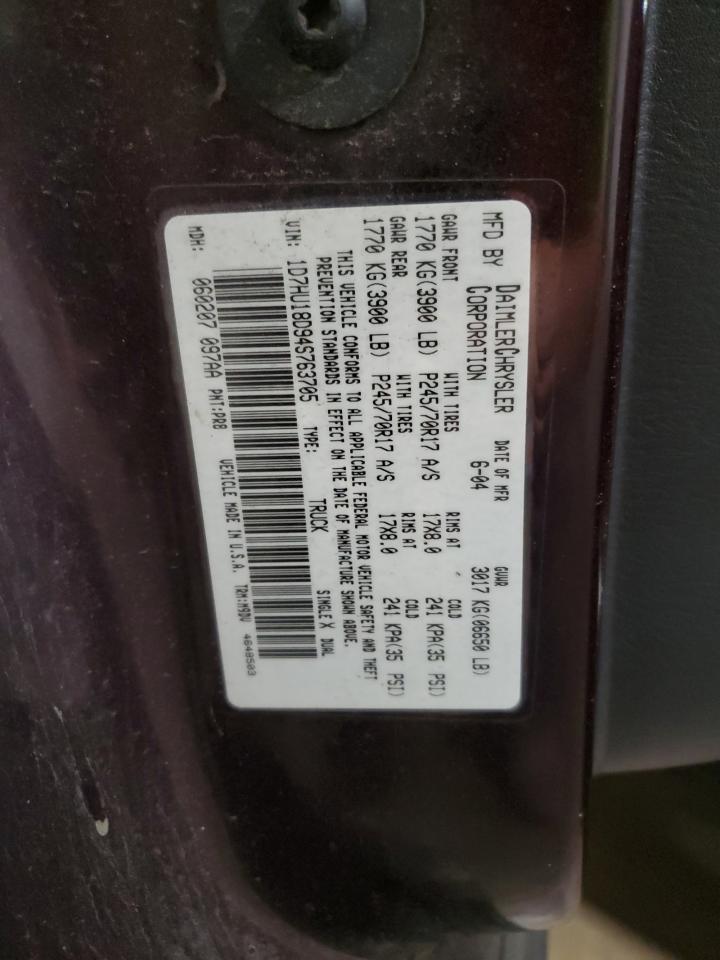 MFD BY DAIMLERCHRYSLER CORPORATION
DATE OF MFR 6-04
GVWR 3017 KG(06650 LB)
GAWR FRONT WITH TIRES RIMS AT COLD
1770 KG(3900 LB) P245/70R17 A/S 17X8.0 241 KPA(35 PSI)
GAWR REAR WITH TIRES RIMS AT COLD
1770 KG(3900 LB) P245/70R17 A/S 17X8.0 241 KPA(35 PSI)
THIS VEHICLE CONFORMS TO ALL APPLICABLE FEDERAL MOTOR VEHICLE SAFETY AND THEFT
PREVENTION STANDARDS IN EFFECT ON THE DATE OF MANUFACTURE SHOWN ABOVE.
VIN: 1D7HU18D94S763705 TYPE: TRUCK SINGLE X DUAL
MDH: 060207 097AA PNT:PRB VEHICLE MADE IN U.S.A. TRM:M9DV 4648503